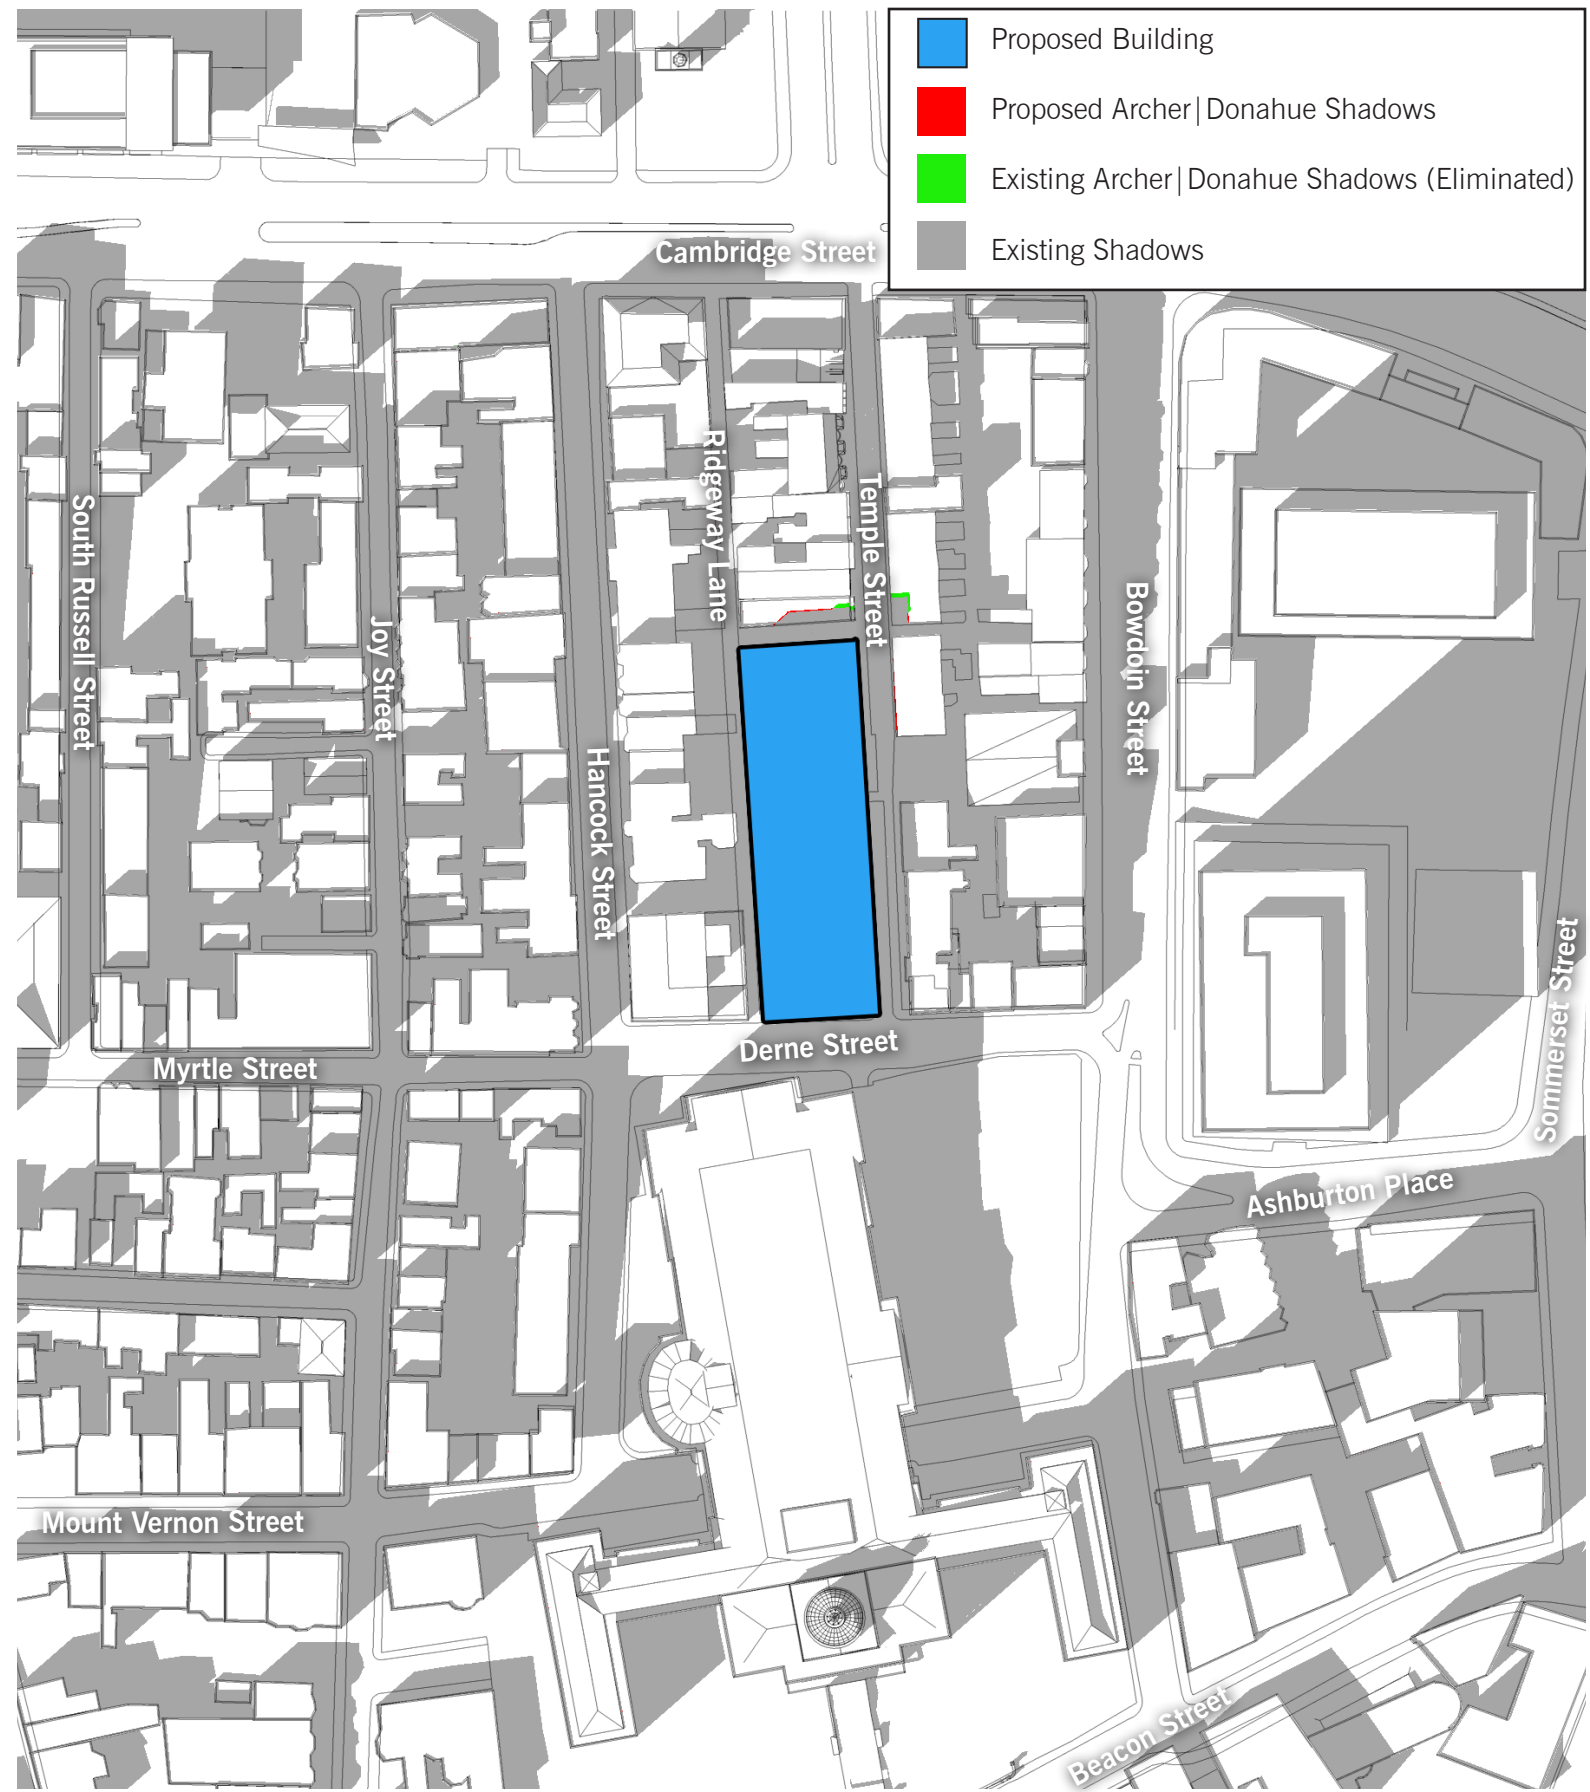 Proposed Building
Proposed Archer|Donahue Shadows
Existing Archer|Donahue Shadows (Eliminated)
Existing Shadows
Cambridge Street
Ridgeway Lane
Temple Street
South Russell Street
Joy Street
Hancock Street
Bowdoin Street
Sommerset Street
Derne Street
Myrtle Street
Ashburton Place
Mount Vernon Street
Beacon Street